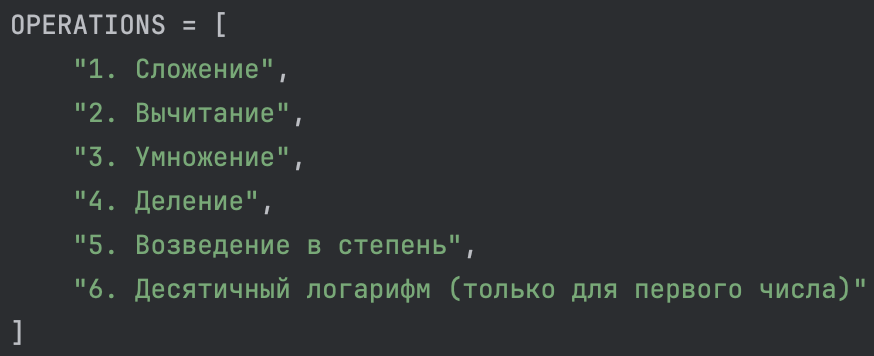 OPERATIONS = [
    "1. Сложение",
    "2. Вычитание",
    "3. Умножение",
    "4. Деление",
    "5. Возведение в степень",
    "6. Десятичный логарифм (только для первого числа)"
]